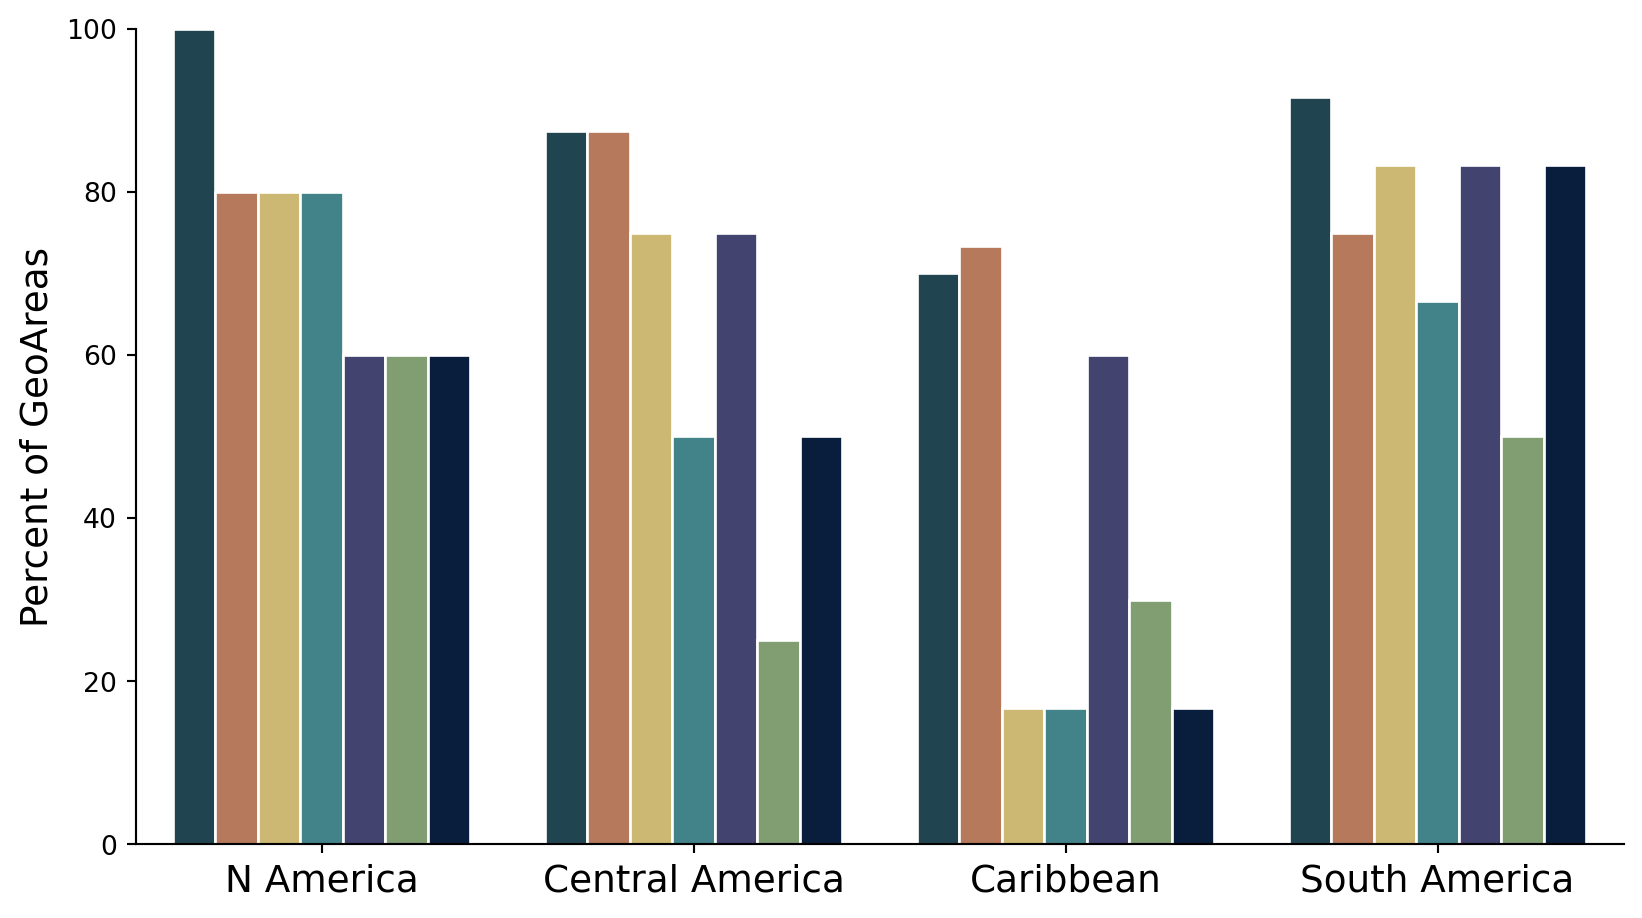 Percent of GeoAreas
100
80
60
40
20
0
N America
Central America
Caribbean
South America